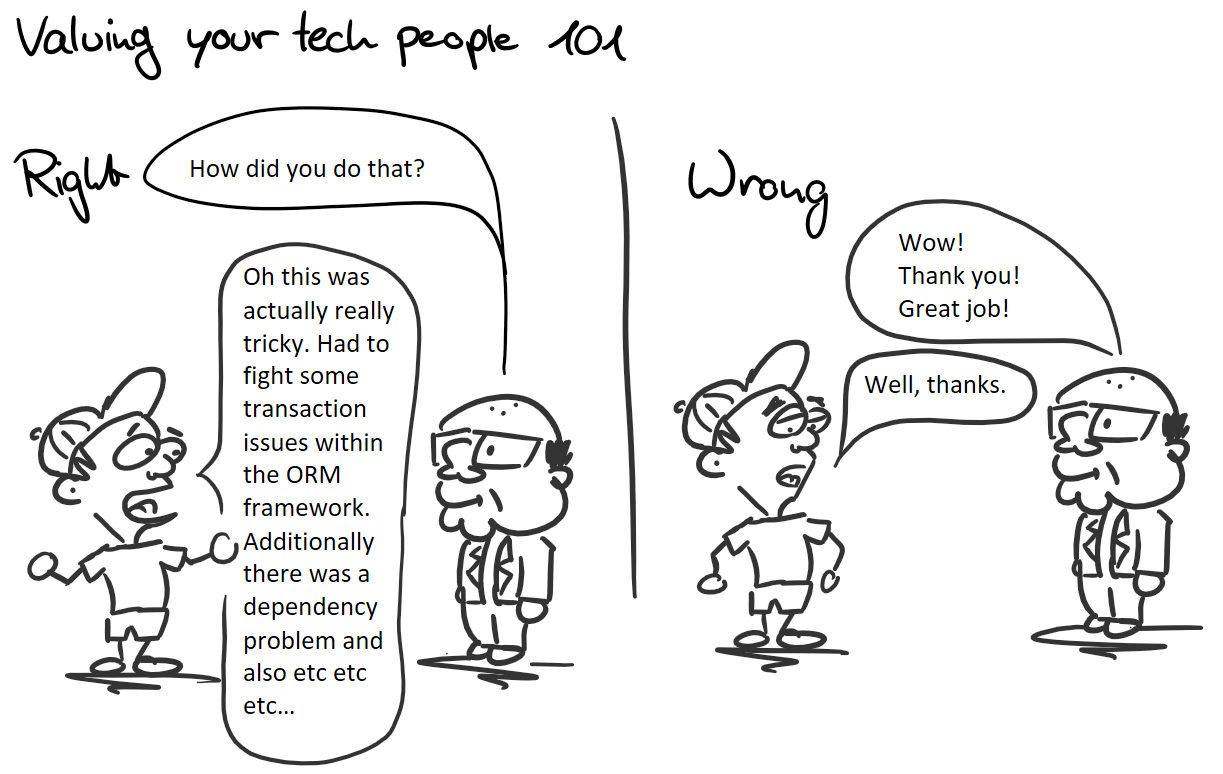 Valuing your tech people 101
Right
How did you do that?
Oh this was
actually really
tricky. Had to
fight some
transaction
issues within
the ORM
framework.
Additionally
there was a
dependency
problem and
also etc etc
etc...
Wrong
Wow!
Thank you!
Great job!
Well, thanks.